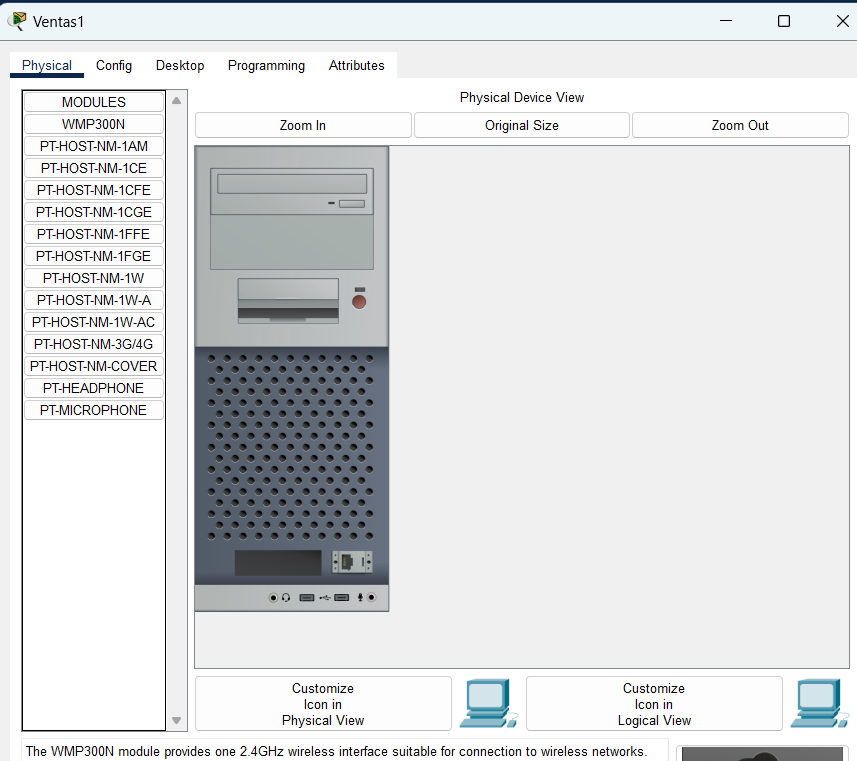 Ventas1
Physical Config Desktop Programming Attributes
MODULES
WMP300N
PT-HOST-NM-1AM
PT-HOST-NM-1CE
PT-HOST-NM-1CFE
PT-HOST-NM-1CGE
PT-HOST-NM-1FFE
PT-HOST-NM-1FGE
PT-HOST-NM-1W
PT-HOST-NM-1W-A
PT-HOST-NM-1W-AC
PT-HOST-NM-3G/4G
PT-HOST-NM-COVER
PT-HEADPHONE
PT-MICROPHONE
Physical Device View
Zoom In Original Size Zoom Out
Customize
Icon in
Physical View
Customize
Icon in
Logical View
The WMP300N module provides one 2.4GHz wireless interface suitable for connection to wireless networks.